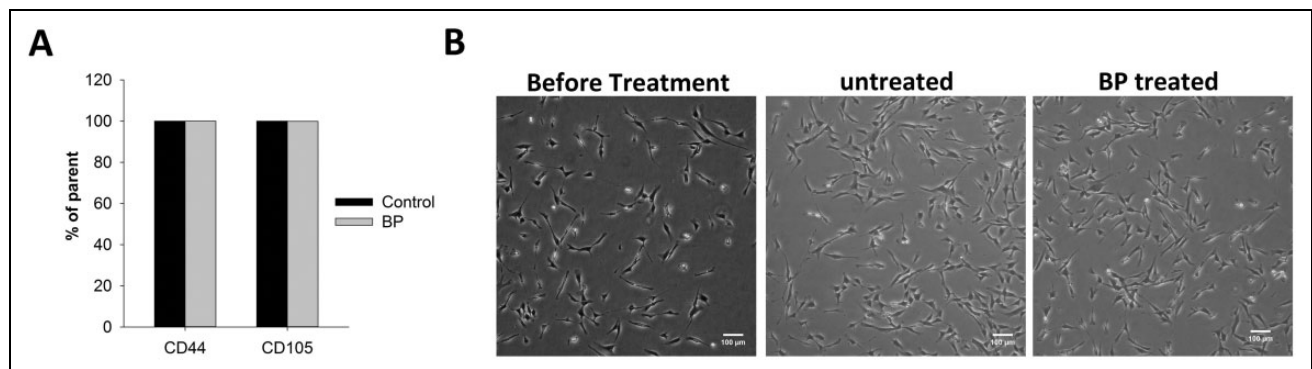 A
120
100
80
60
40
20
0
% of parent
CD44 CD105
Control
BP
B
Before Treatment untreated BP treated
100 µm 100 µm 100 µm